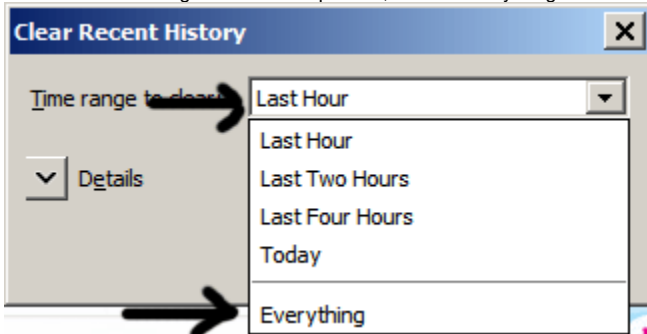 Clear Recent History
Time range to clear:
Last Hour
Last Hour
Details
Last Two Hours
Last Four Hours
Today
Everything